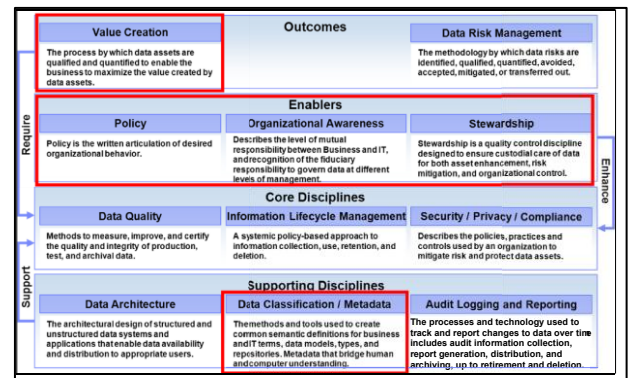 Outcomes
Value Creation
The process by which data assets are
qualified and quantified to enable the
business to maximize the value created by
data assets.
Data Risk Management
The methodology by which data risks are
identified, qualified, quantified, avoided,
accepted, mitigated, or transferred out.
Require
Enablers
Policy
Policy is the written articulation of desired
organizational behavior.
Organizational Awareness
Describes the level of mutual
responsibility between Business and IT,
andrecognition of the fiduciary
responsibility to govern data at different
levels of management.
Stewardship
Stewardship is a quality control discipline
designed to ensure custodial care of data
for both asset enhancement, risk
mitigation, and organizational control.
Enhance
Core Disciplines
Data Quality
Methods to measure, improve, and certify
the quality and integrity of production,
test, and archival data.
Information Lifecycle Management
A systemic policy-based approach to
information collection, use, retention, and
deletion.
Security / Privacy / Compliance
Describes the policies, practices and
controls used by an organization to
mitigate risk and protect data assets.
Support
Supporting Disciplines
Data Architecture
The architectural design of structured and
unstructured data systems and
applications that enable data availability
and distribution to appropriate users.
Data Classification / Metadata
Themethods and tools used to create
common semantic definitions for business
andIT terms, data models, types, and
repositories. Metadata that bridge human
andcomputer understanding.
Audit Logging and Reporting
The processes and technology used to
track and report changes to data over time
includes audit information collection,
report generation, distribution, and
archiving, up to retirement and deletion.